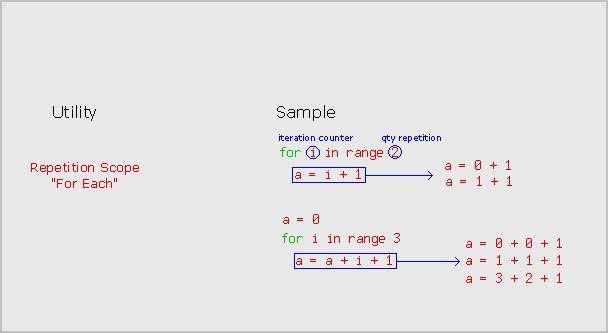 Utility
Sample
iteration counter qty repetition
for i in range 2
Repetition Scope
"For Each"
a = i + 1
a = 0 + 1
a = 1 + 1
a = 0
for i in range 3
a = a + i + 1
a = 0 + 0 + 1
a = 1 + 1 + 1
a = 3 + 2 + 1